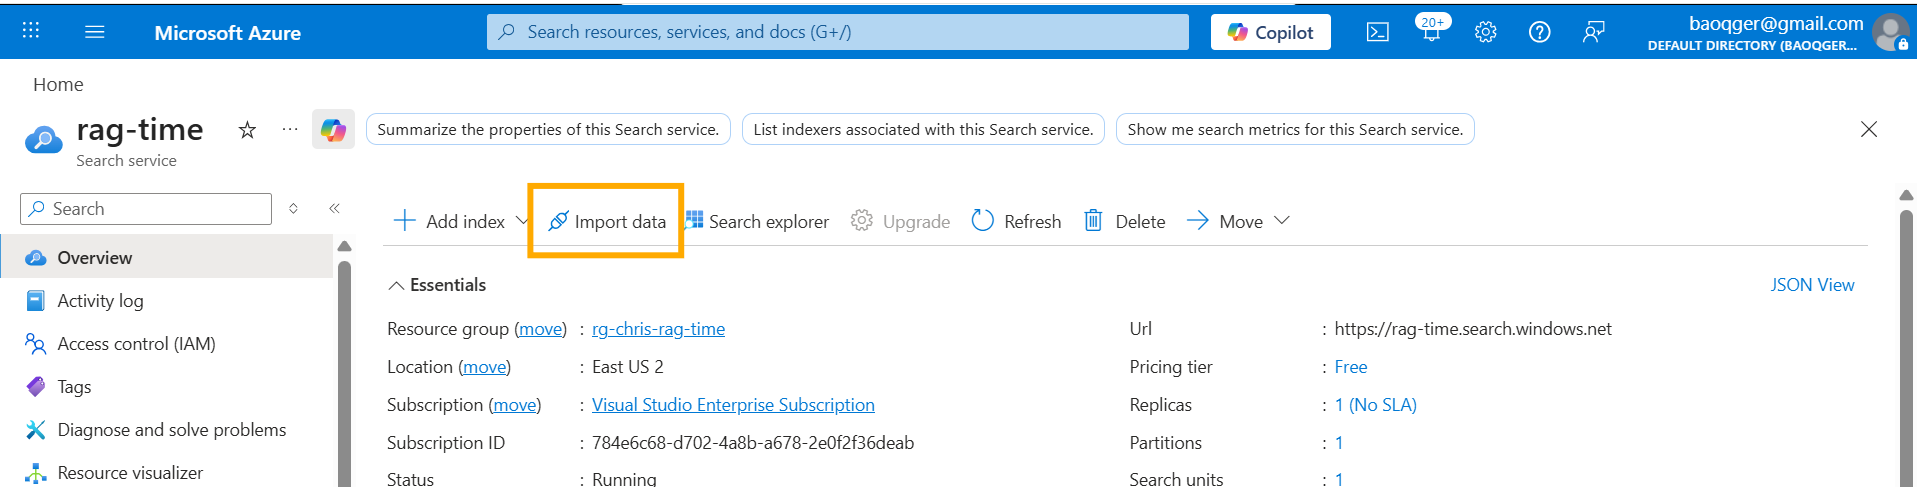 Microsoft Azure
Search resources, services, and docs (G+/)
Copilot
20+
baoqger@gmail.com
DEFAULT DIRECTORY (BAOQGER...
Home
rag-time
Search service
Summarize the properties of this Search service.
List indexers associated with this Search service.
Show me search metrics for this Search service.
Search
Add index
Import data
Search explorer
Upgrade
Refresh
Delete
Move
Overview
Activity log
Access control (IAM)
Tags
Diagnose and solve problems
Resource visualizer
Essentials
JSON View
Resource group (move) : rg-chris-rag-time
Location (move) : East US 2
Subscription (move) : Visual Studio Enterprise Subscription
Subscription ID : 784e6c68-d702-4a8b-a678-2e0f2f36deab
Status : Running
Url : https://rag-time.search.windows.net
Pricing tier : Free
Replicas : 1 (No SLA)
Partitions : 1
Search units : 1